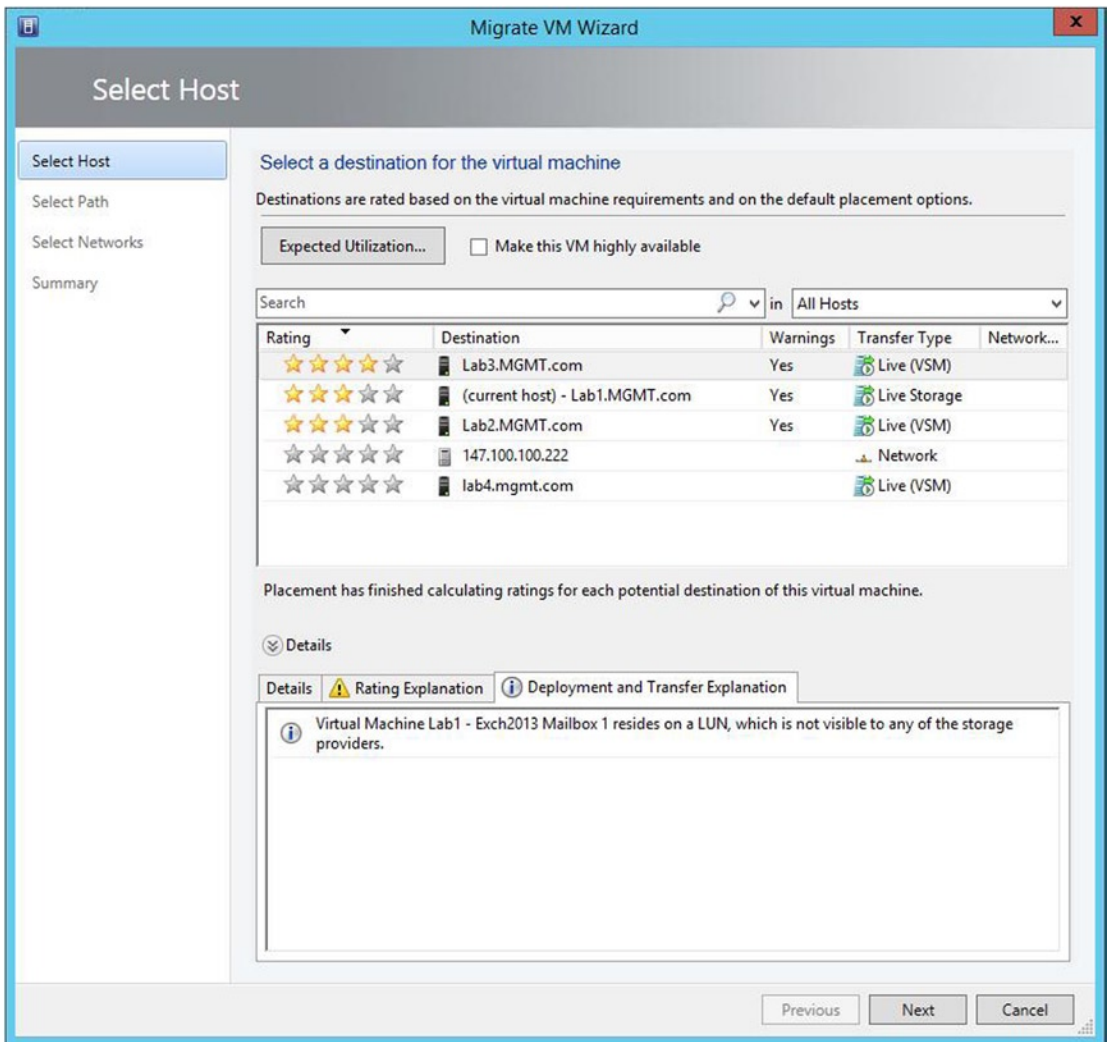 Migrate VM Wizard
x
Select Host
Select Host
Select Path
Select Networks
Summary
Select a destination for the virtual machine
Destinations are rated based on the virtual machine requirements and on the default placement options.
Expected Utilization... Make this VM highly available
Search in All Hosts
Rating Destination Warnings Transfer Type Network...
Lab3.MGMT.com Yes Live (VSM)
(current host) - Lab1.MGMT.com Yes Live Storage
Lab2.MGMT.com Yes Live (VSM)
147.100.100.222 Network
lab4.mgmt.com Live (VSM)
Placement has finished calculating ratings for each potential destination of this virtual machine.
Details
Details Rating Explanation Deployment and Transfer Explanation
Virtual Machine Lab1 - Exch2013 Mailbox 1 resides on a LUN, which is not visible to any of the storage
providers.
Previous Next Cancel